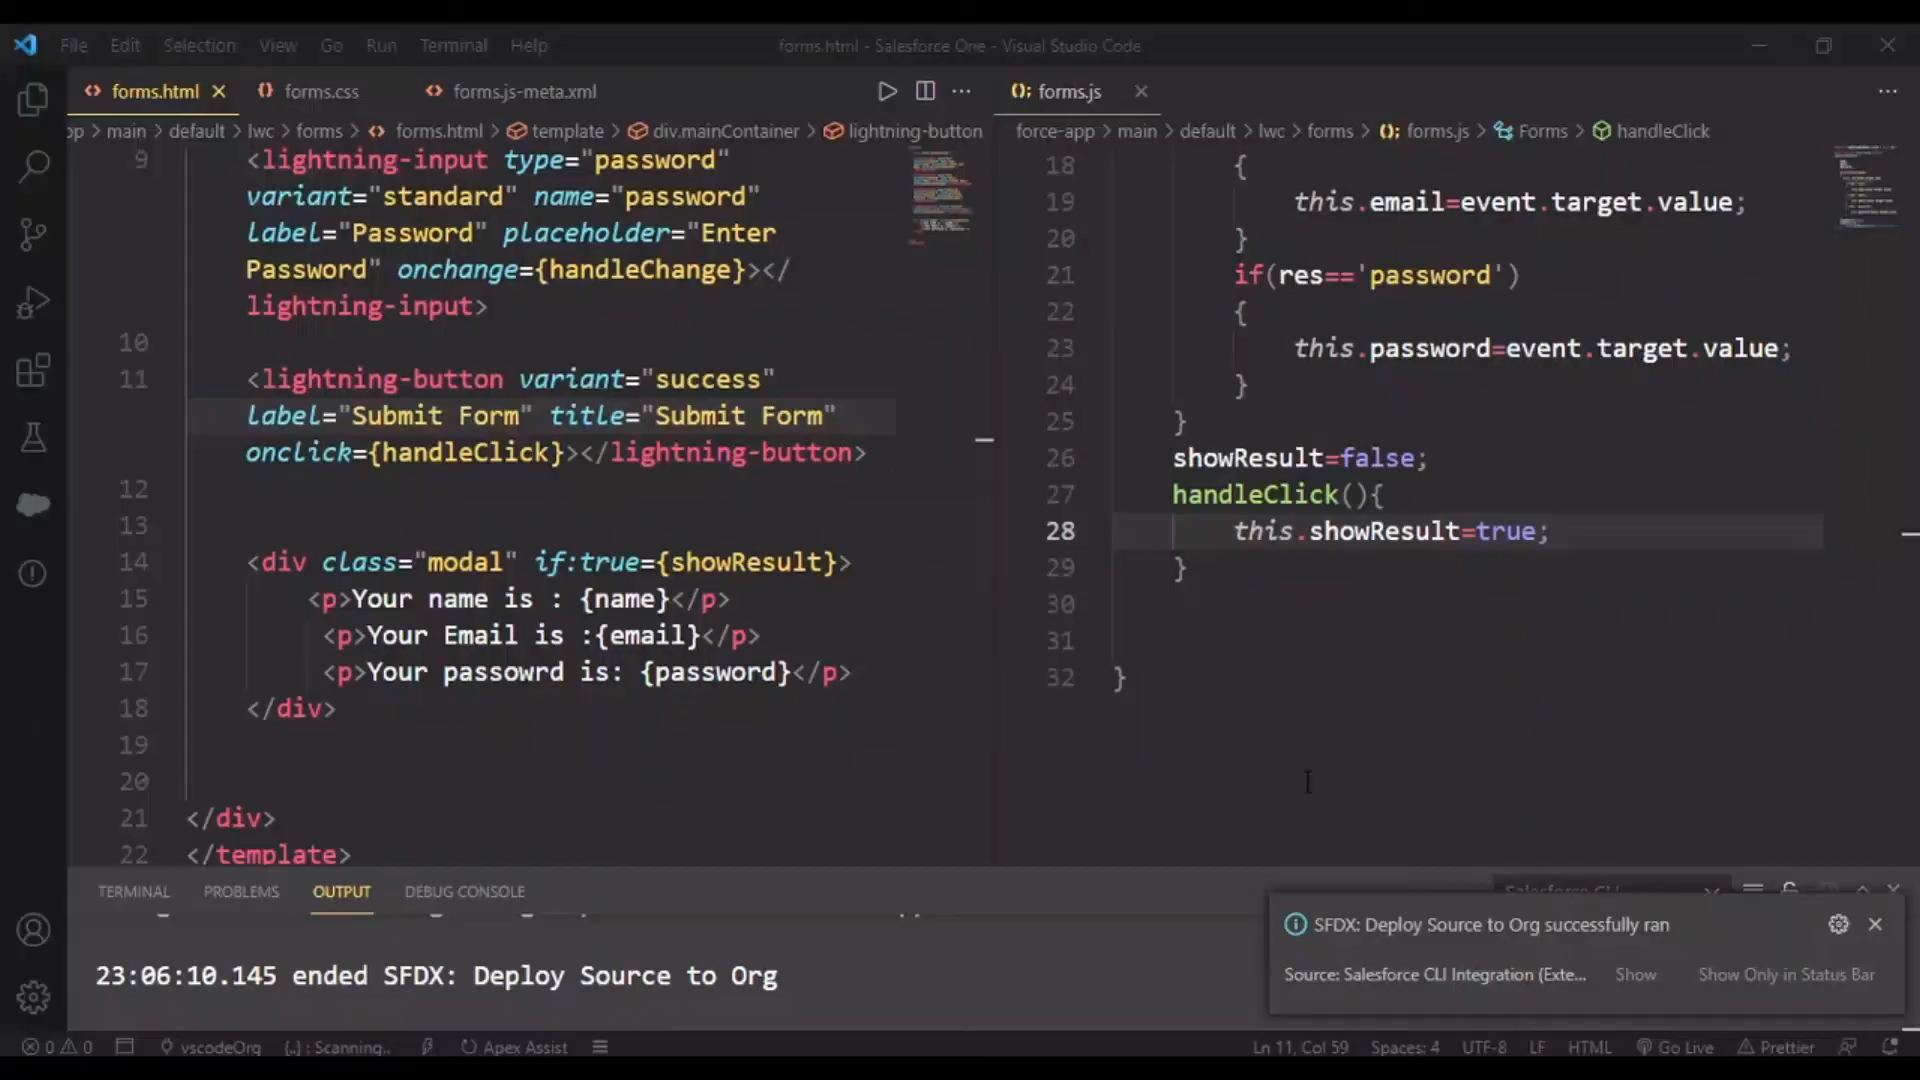 File Edit Selection View Go Run Terminal Help forms.html - Salesforce One - Visual Studio Code
forms.html forms.css forms.js-meta.xml
main > default > lwc > forms > forms.html > template > div.mainContainer > lightning-button
9 <lightning-input type="password"
variant="standard" name="password"
label="Password" placeholder="Enter
Password" onchange={handleChange}></
lightning-input>
10
11 <lightning-button variant="success"
label="Submit Form" title="Submit Form"
onclick={handleClick}></lightning-button>
12
13
14 <div class="modal" if:true={showResult}>
15 <p>Your name is : {name}</p>
16 <p>Your Email is :{email}</p>
17 <p>Your passowrd is: {password}</p>
18 </div>
19
20
21 </div>
22 </template>
forms.js
force-app > main > default > lwc > forms > forms.js > Forms > handleClick
18 {
19 this.email=event.target.value;
20 }
21 if(res=='password')
22 {
23 this.password=event.target.value;
24 }
25 }
26 showResult=false;
27 handleClick(){
28 this.showResult=true;
29 }
30
31
32 }
TERMINAL PROBLEMS OUTPUT DEBUG CONSOLE
23:06:10.145 ended SFDX: Deploy Source to Org
SFDX: Deploy Source to Org successfully ran
Source: Salesforce CLI Integration (Exte... Show Show Only in Status Bar
0 0 vscodeOrg {..} : Scanning.. Apex Assist Ln 11, Col 59 Spaces: 4 UTF-8 LF HTML Go Live Prettier